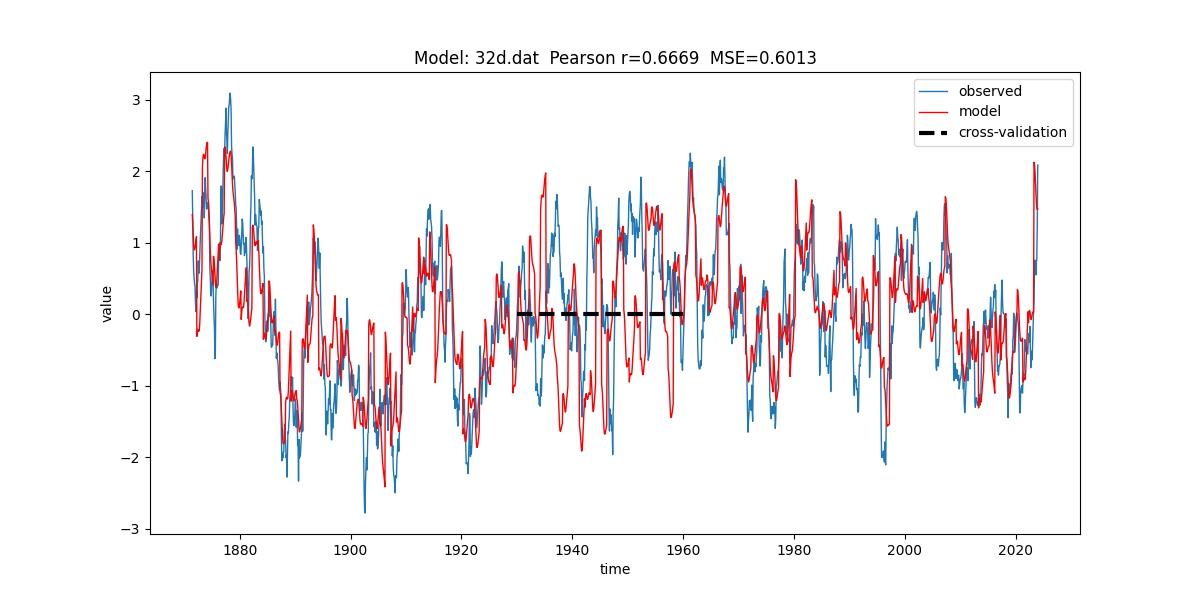 Model: 32d.dat  Pearson r=0.6669  MSE=0.6013
observed
model
cross-validation
3
2
1
0
−1
−2
−3
value
1880 1900 1920 1940 1960 1980 2000 2020
time